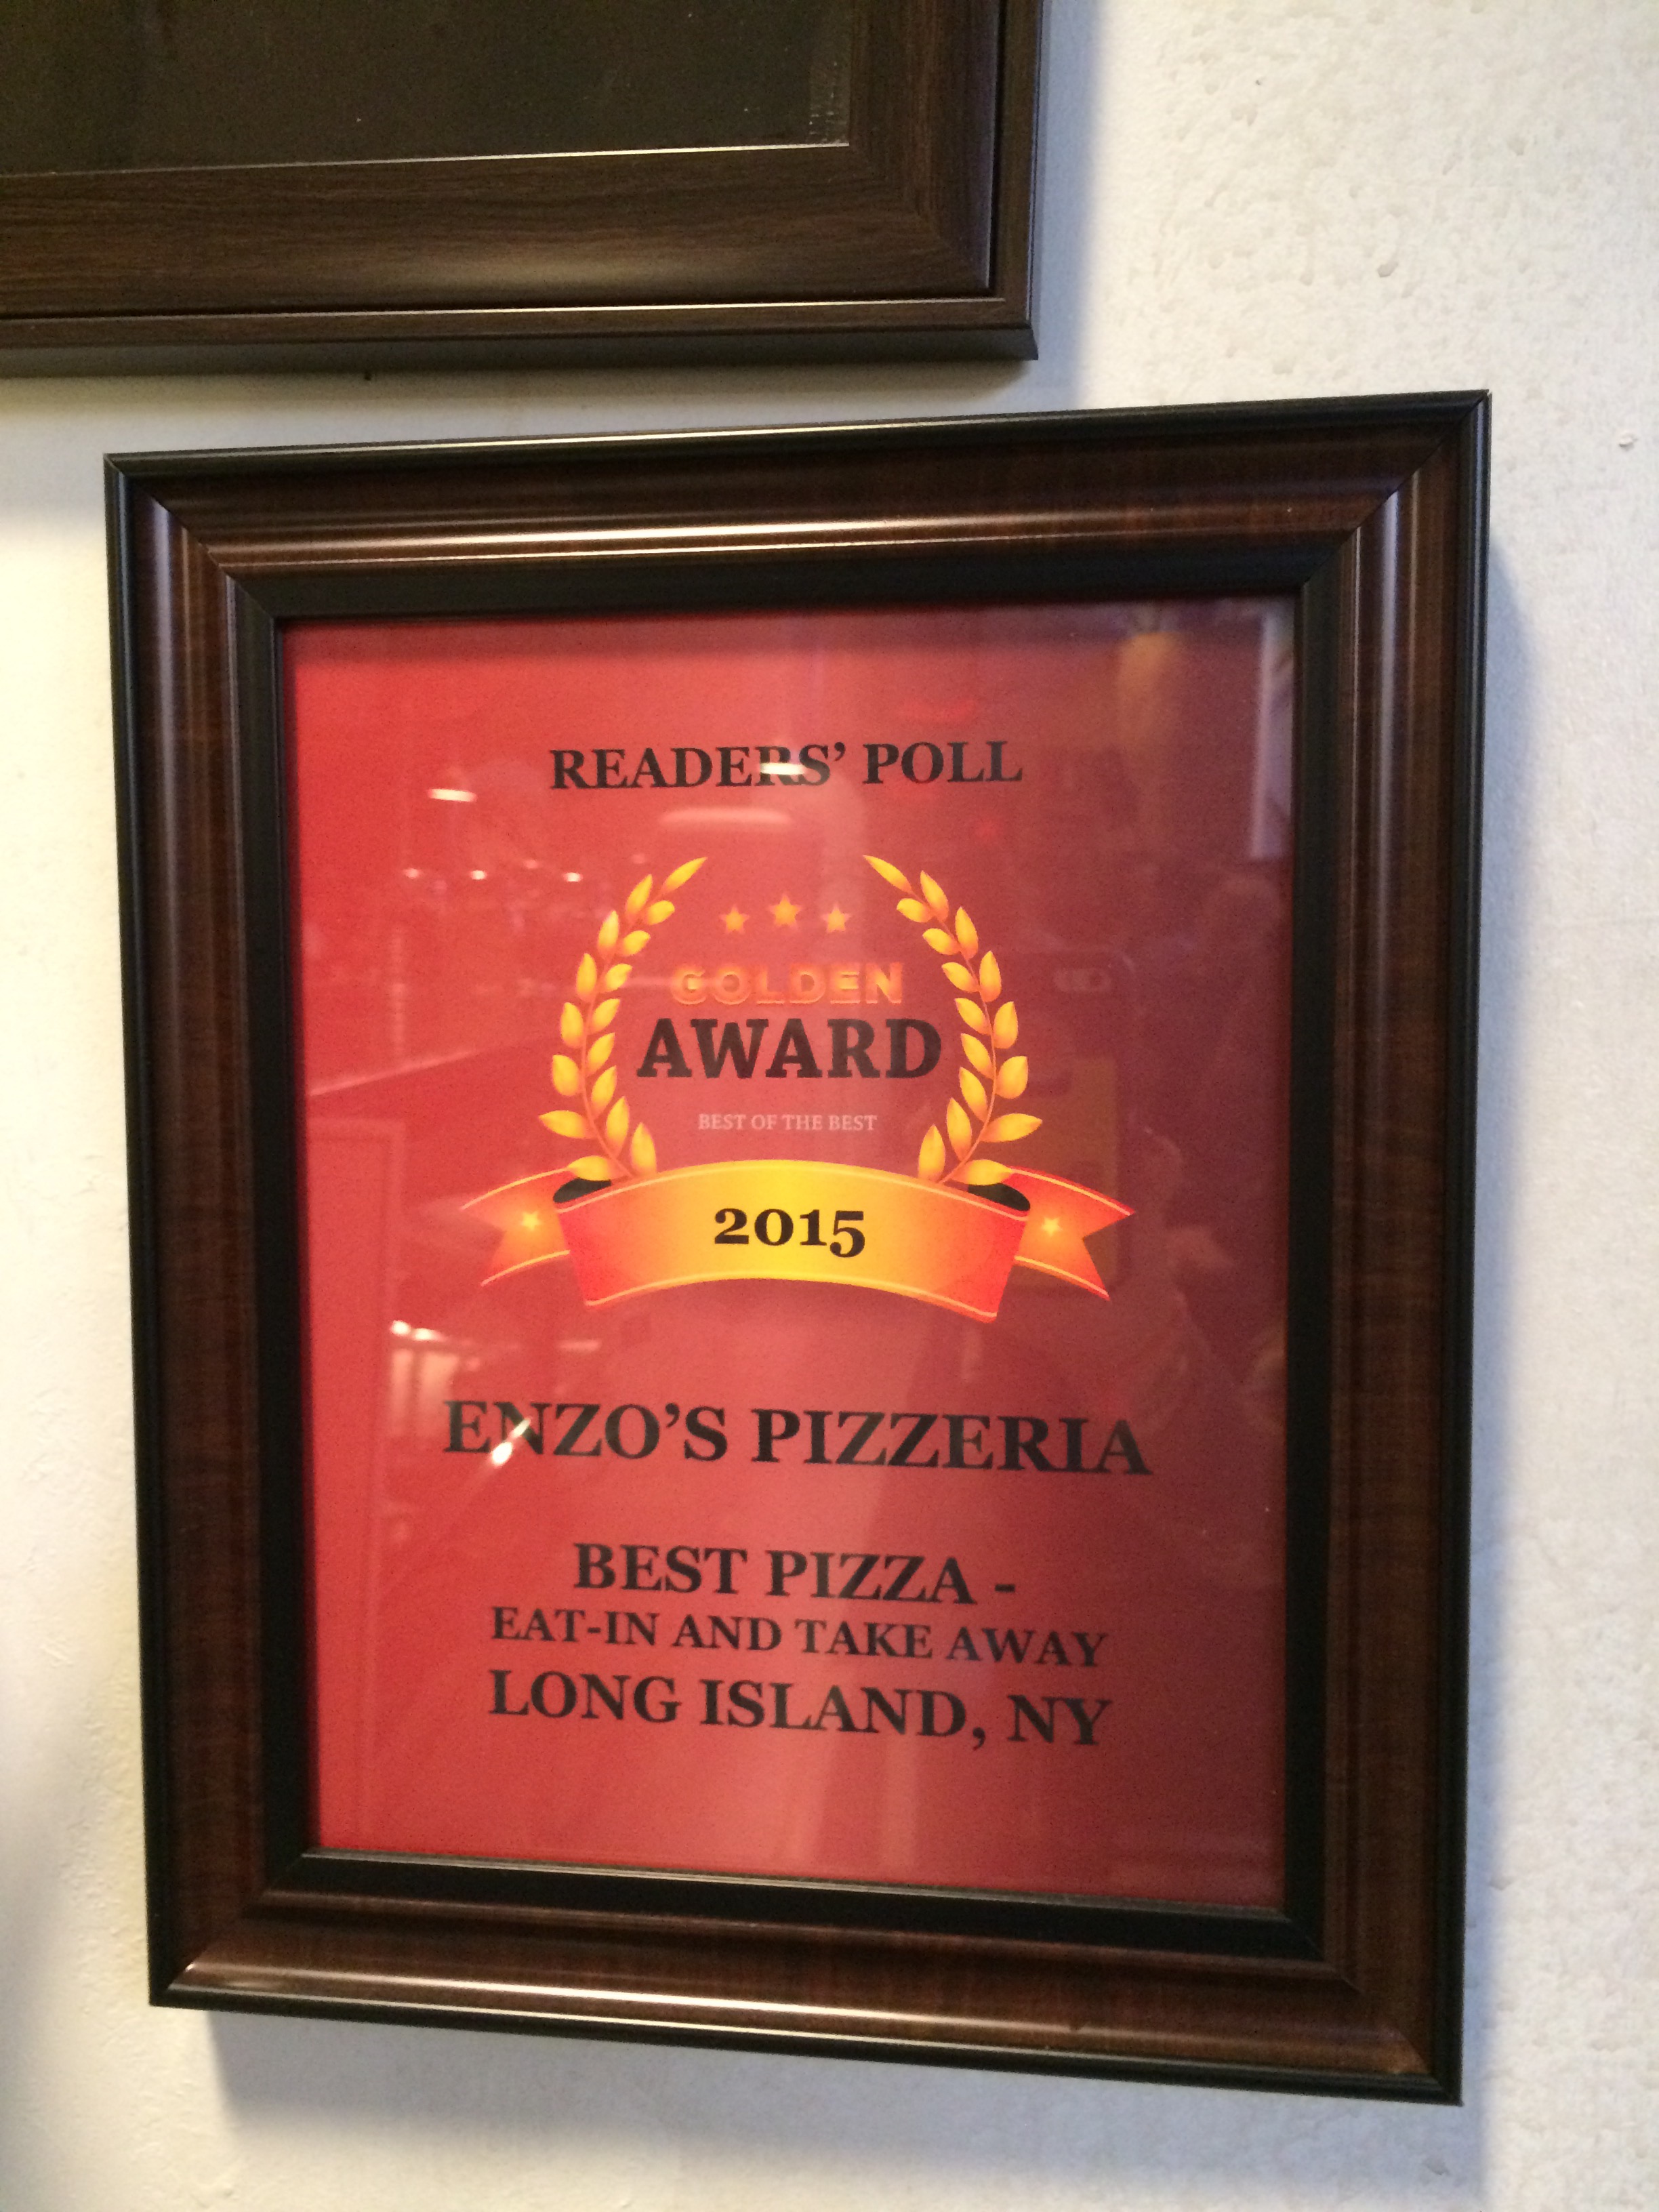 READERS’ POLL
GOLDEN
AWARD
BEST OF THE BEST
2015
ENZO’S PIZZERIA
BEST PIZZA -
EAT-IN AND TAKE AWAY
LONG ISLAND, NY